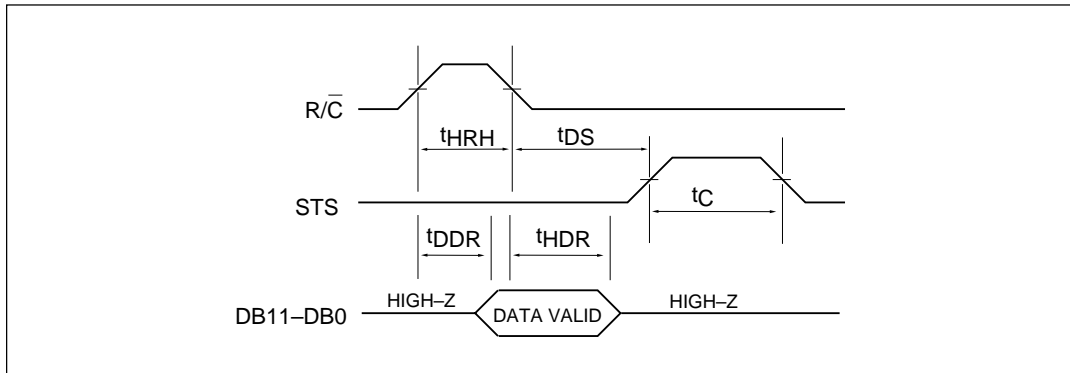 R/C̅
tHRH
tDS
STS
tC
tDDR
tHDR
DB11–DB0
HIGH–Z
DATA VALID
HIGH–Z